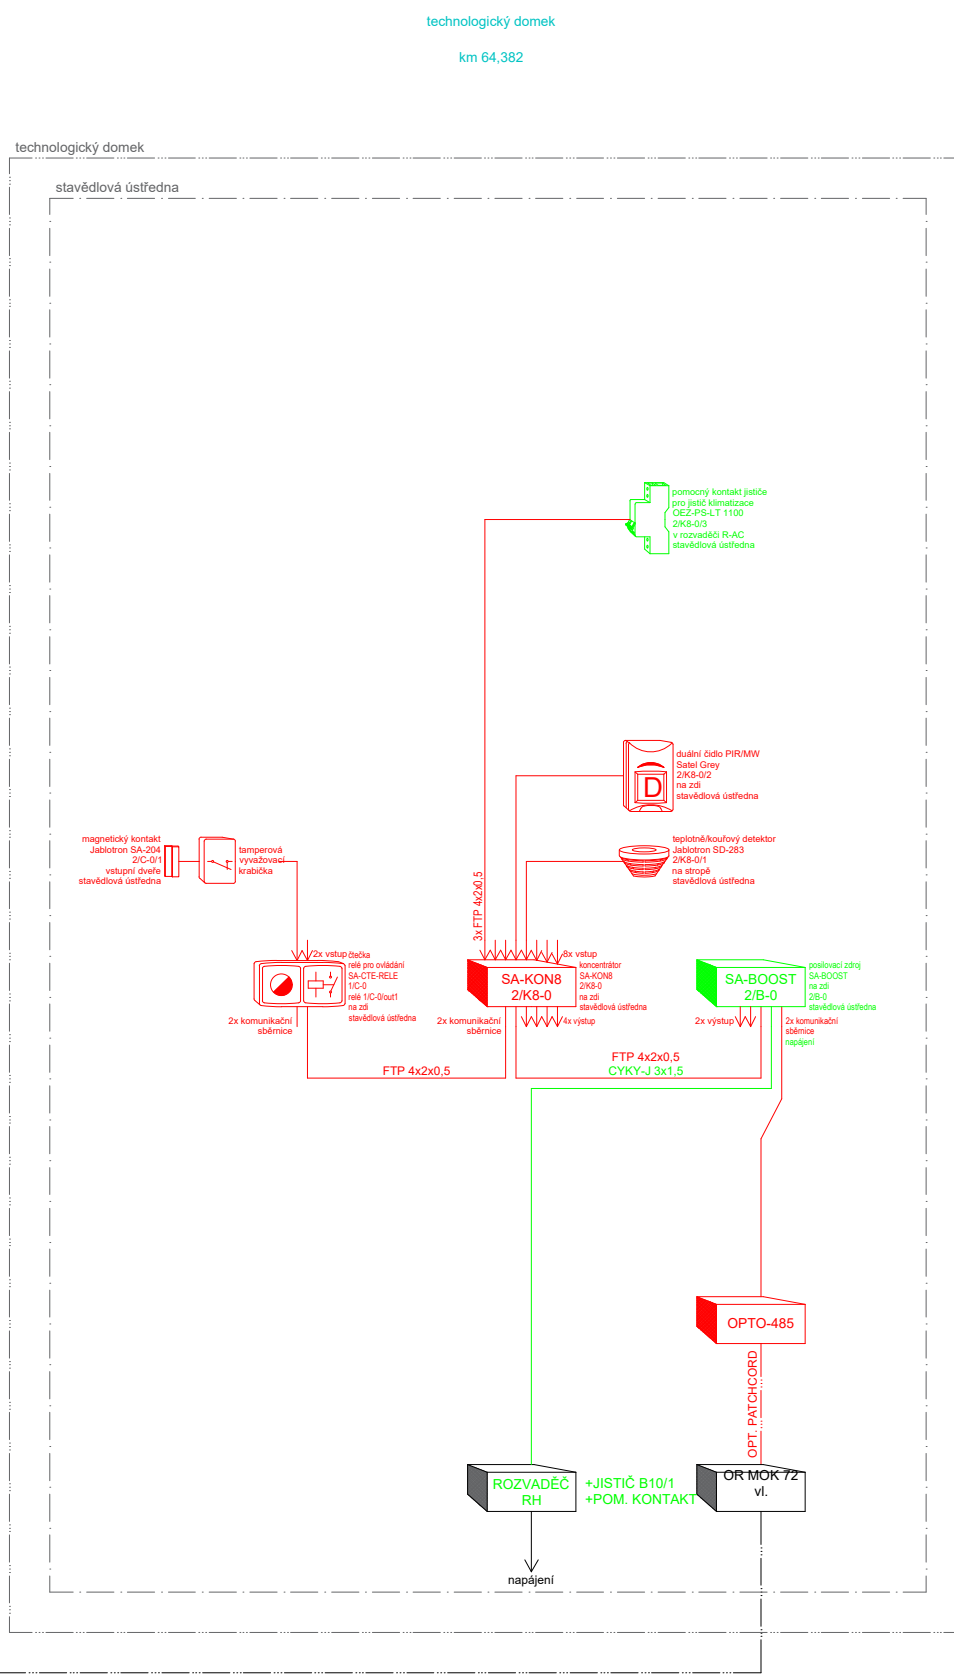 technologický domek
km 64,382
technologický domek
stavědlová ústředna
pomocný kontakt jističe
pro jistič klimatizace
OEZ-PS-LT 1100
2/K8-0/3
v rozvaděči R-AC
stavědlová ústředna
duální čidlo PIR/MW
Satel Grey
2/K8-0/2
na zdi
stavědlová ústředna
D
magnetický kontakt
Jablotron SA-204
2/C-0/1
vstupní dveře
stavědlová ústředna
tamperová
vyvažovací
krabička
teplotně/kouřový detektor
Jablotron SD-283
2/K8-0/1
na stropě
stavědlová ústředna
3x FTP 4x2x0,5
2x vstup
čtečka
relé pro ovládání
SA-CTE-RELE
1/C-0
relé 1/C-0/out1
na zdi
stavědlová ústředna
2x komunikační
sběrnice
8x vstup
SA-KON8
2/K8-0
koncentrátor
SA-KON8
2/K8-0
na zdi
stavědlová ústředna
2x komunikační
sběrnice
4x výstup
SA-BOOST
2/B-0
posilovací zdroj
SA-BOOST
na zdi
2/B-0
stavědlová ústředna
2x výstup
2x komunikační
sběrnice
napájení
FTP 4x2x0,5
FTP 4x2x0,5
CYKY-J 3x1,5
OPTO-485
OPT. PATCHCORD
ROZVADĚČ
RH
+JISTIČ B10/1
+POM. KONTAKT
OR MOK 72
vl.
napájení